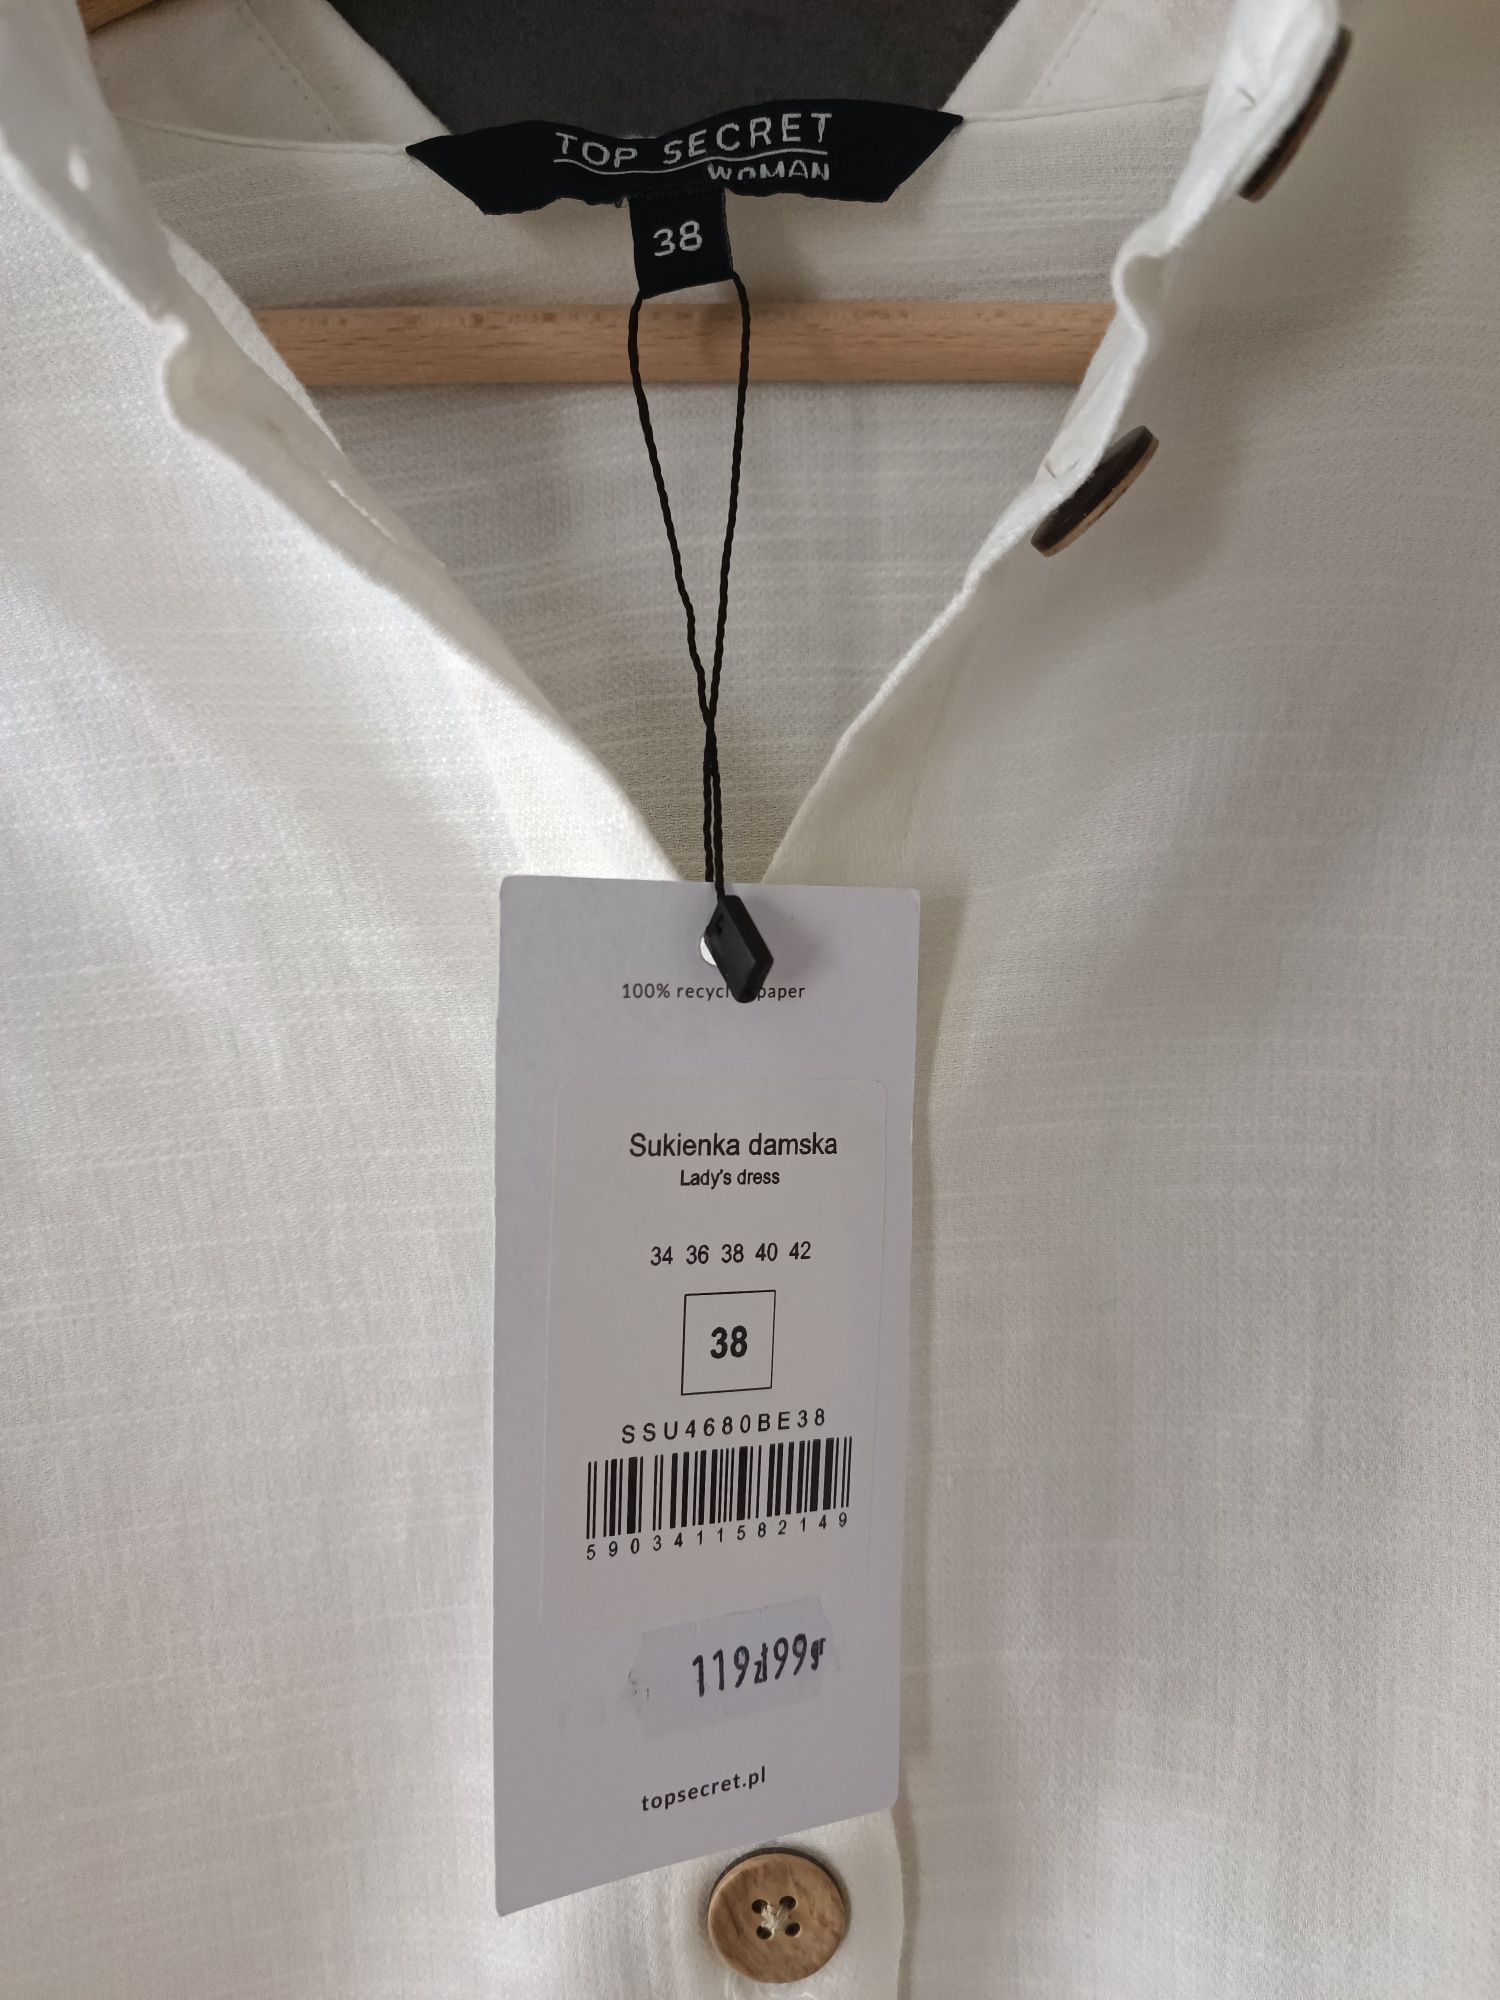 TOP SECRET
WOMAN
38
100% recycl paper
Sukienka damska
Lady's dress
34 36 38 40 42
38
SSU4680BE38
5903411582149
119zł99gr
topsecret.pl